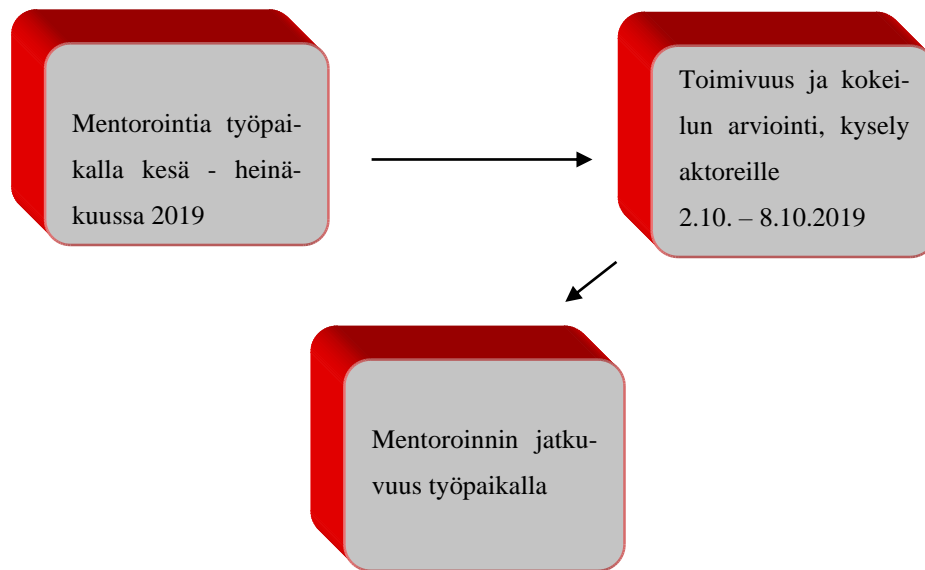 Mentorointia työpai-
kalla kesä - heinä-
kuussa 2019
Toimivuus ja kokei-
lun arviointi, kysely
aktoreille
2.10. – 8.10.2019
Mentoroinnin jatku-
vuus työpaikalla